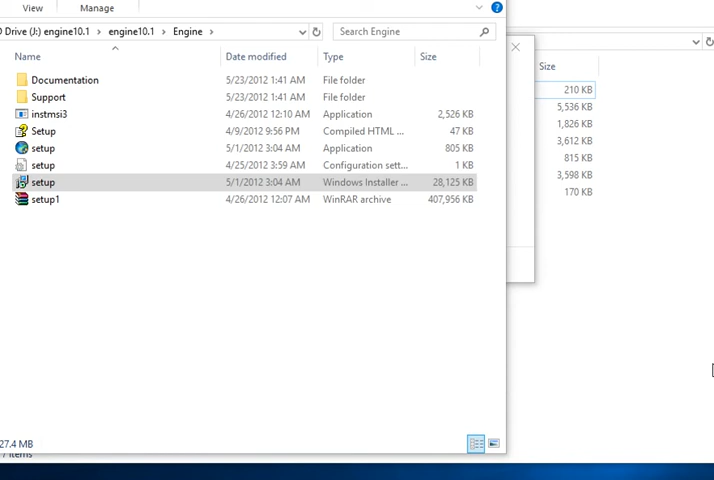 View Manage
Drive (J:) engine10.1 > engine10.1 > Engine > Search Engine
Name Date modified Type Size
Documentation 5/23/2012 1:41 AM File folder
Support 5/23/2012 1:41 AM File folder
instmsi3 4/26/2012 12:10 AM Application 2,526 KB
Setup 4/9/2012 9:56 PM Compiled HTML ... 47 KB
setup 5/1/2012 3:04 AM Application 805 KB
setup 4/25/2012 3:59 AM Configuration sett... 1 KB
setup 5/1/2012 3:04 AM Windows Installer ... 28,125 KB
setup1 4/26/2012 12:07 AM WinRAR archive 407,956 KB
27.4 MB
7 items
Size
210 KB
5,536 KB
1,826 KB
3,612 KB
815 KB
3,598 KB
170 KB